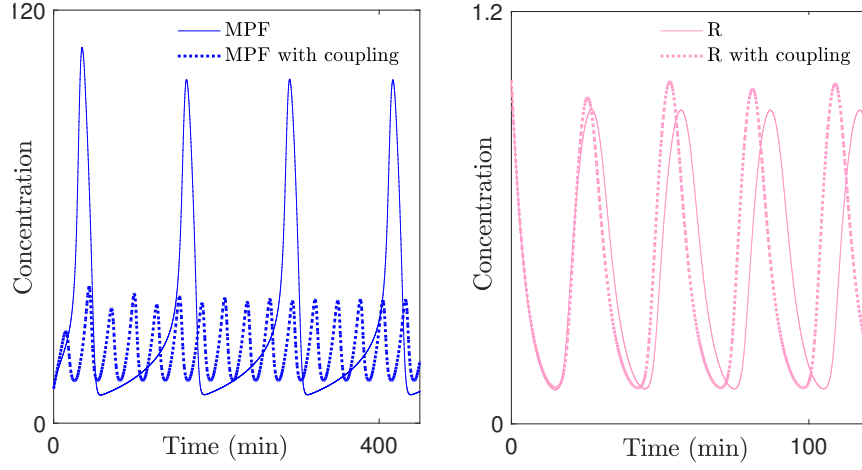 120
MPF
MPF with coupling
Concentration
0
0
Time (min)
400
1.2
R
R with coupling
Concentration
0
0
Time (min)
100